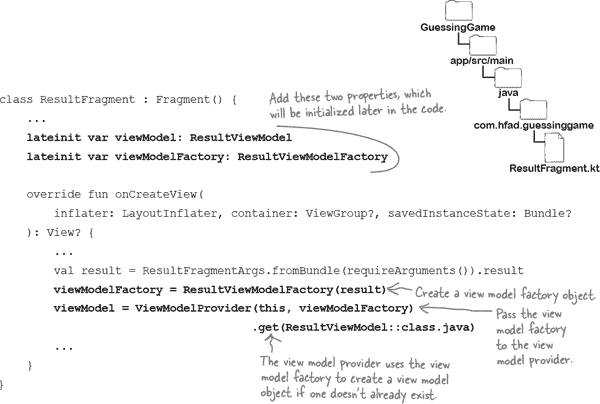 GuessingGame
app/src/main
java
com.hfad.guessinggame
ResultFragment.kt
class ResultFragment : Fragment() {
...
lateinit var viewModel: ResultViewModel
lateinit var viewModelFactory: ResultViewModelFactory
Add these two properties, which
will be initialized later in the code.
override fun onCreateView(
inflater: LayoutInflater, container: ViewGroup?, savedInstanceState: Bundle?
): View? {
...
val result = ResultFragmentArgs.fromBundle(requireArguments()).result
viewModelFactory = ResultViewModelFactory(result)
Create a view model factory object
viewModel = ViewModelProvider(this, viewModelFactory)
.get(ResultViewModel::class.java)
Pass the view
model factory
to the view
model provider.
...
The view model provider uses the
view model factory to create a view model
object if one doesn't already exist.
}
}